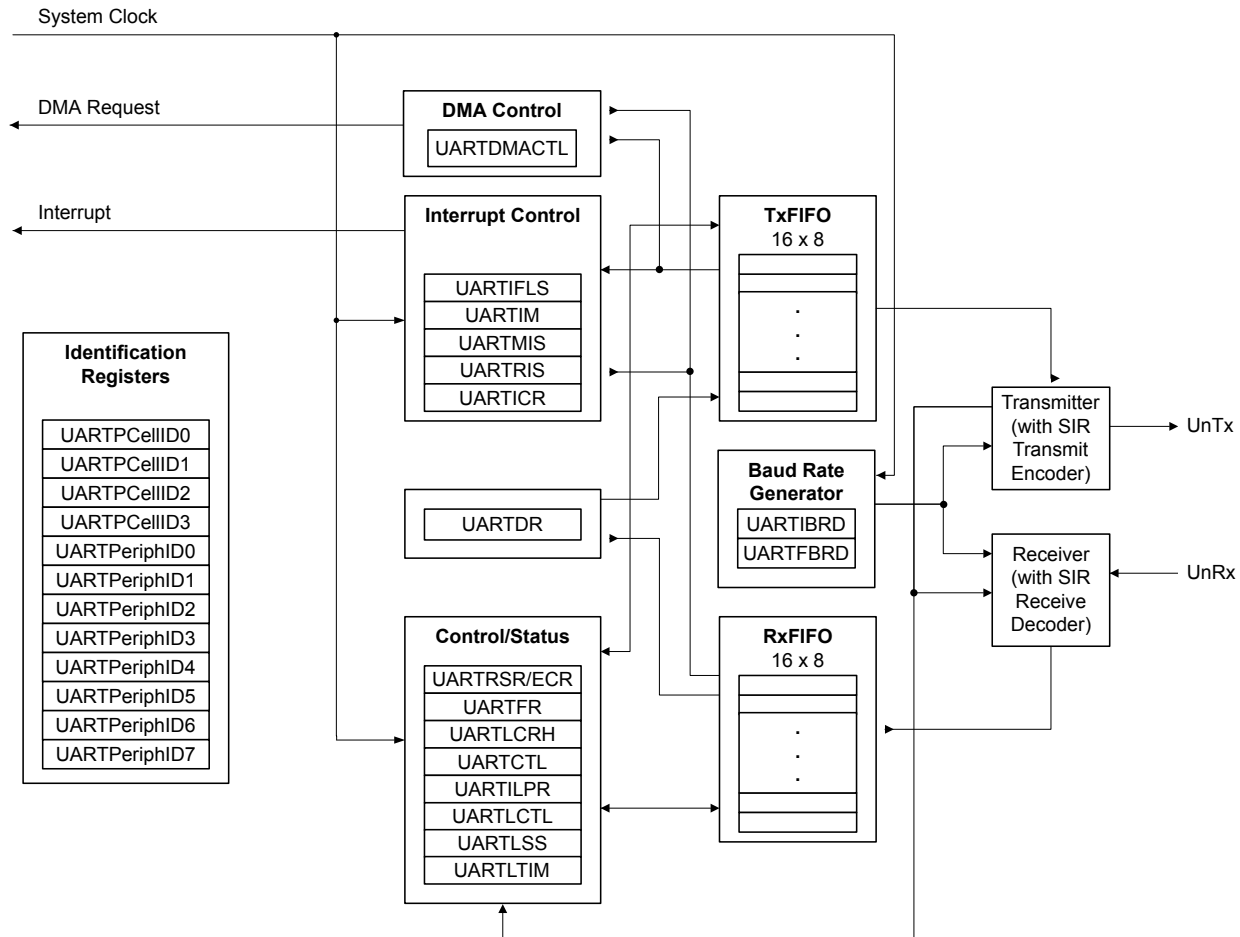 System Clock
DMA Request
DMA Control
UARTDMACTL
Interrupt
Interrupt Control
UARTIFLS
UARTIM
UARTMIS
UARTRIS
UARTICR
TxFIFO
16 x 8
.
.
.
Identification
Registers
UARTPCellID0
UARTPCellID1
UARTPCellID2
UARTPCellID3
UARTPeriphID0
UARTPeriphID1
UARTPeriphID2
UARTPeriphID3
UARTPeriphID4
UARTPeriphID5
UARTPeriphID6
UARTPeriphID7
UARTDR
Baud Rate
Generator
UARTIBRD
UARTFBRD
Transmitter
(with SIR
Transmit
Encoder)
UnTx
Receiver
(with SIR
Receive
Decoder)
UnRx
Control/Status
UARTRSR/ECR
UARTFR
UARTLCRH
UARTCTL
UARTILPR
UARTLCTL
UARTLSS
UARTLTIM
RxFIFO
16 x 8
.
.
.